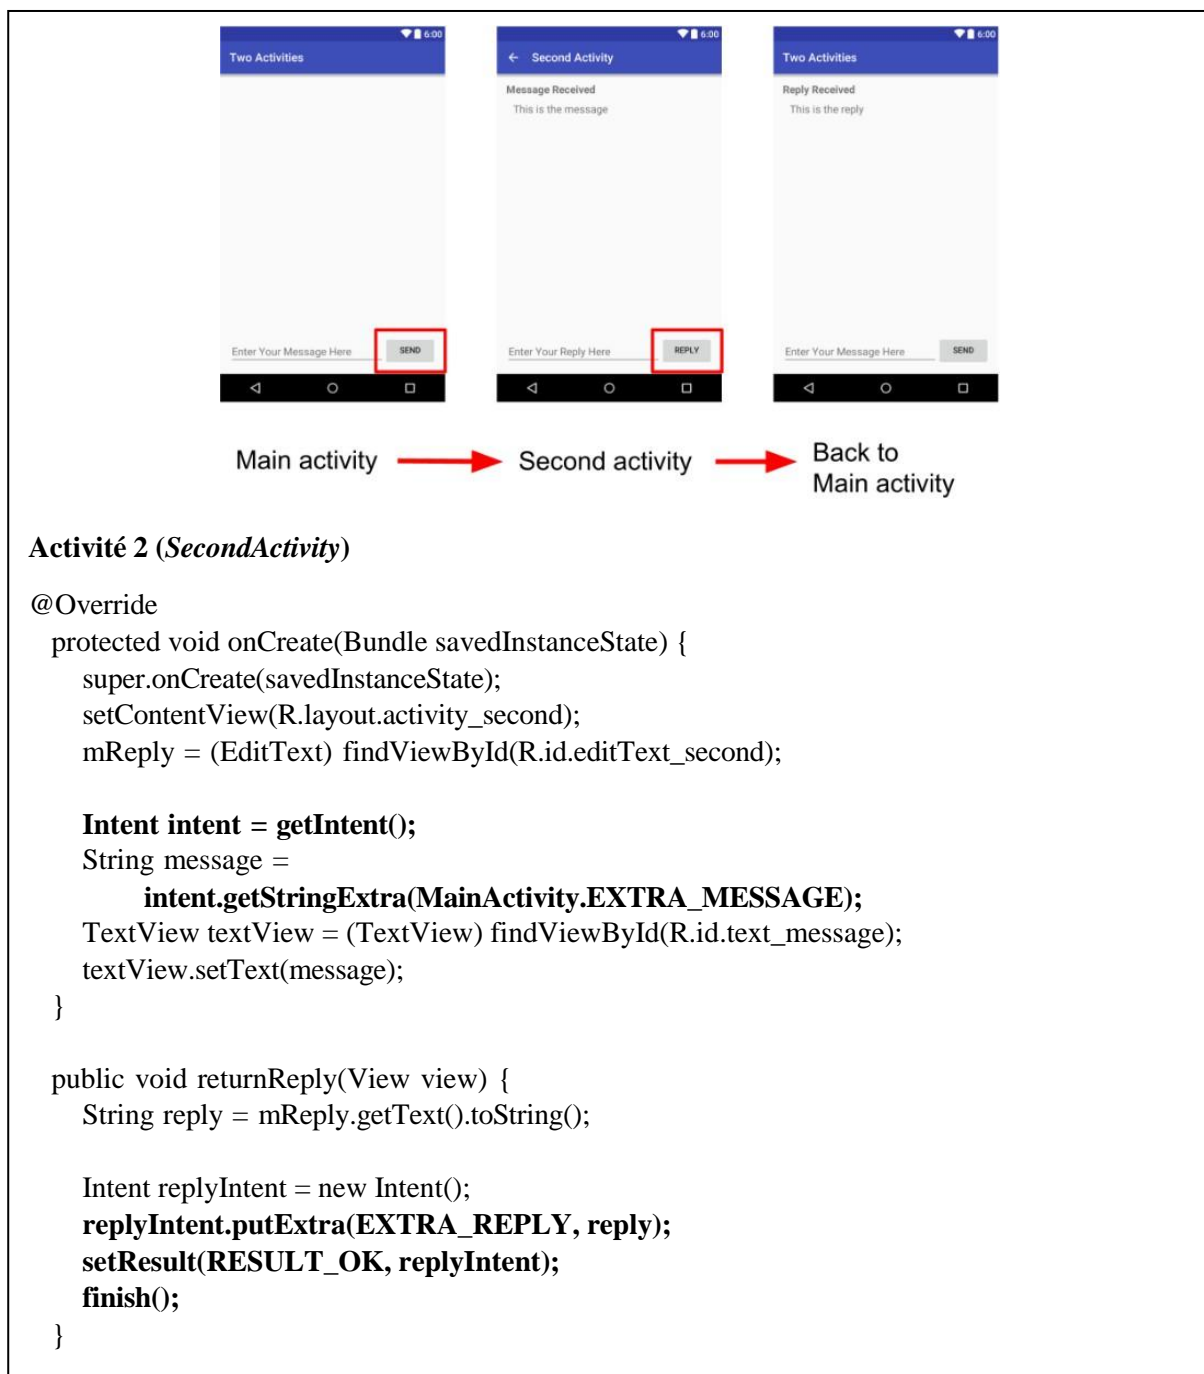 6:00
Two Activities
Enter Your Message Here
SEND
6:00
← Second Activity
Message Received
This is the message
Enter Your Reply Here
REPLY
6:00
Two Activities
Reply Received
This is the reply
Enter Your Message Here
SEND
Main activity
Second activity
Back to
Main activity
Activité 2 (SecondActivity)
@Override
protected void onCreate(Bundle savedInstanceState) {
super.onCreate(savedInstanceState);
setContentView(R.layout.activity_second);
mReply = (EditText) findViewById(R.id.editText_second);
Intent intent = getIntent();
String message =
intent.getStringExtra(MainActivity.EXTRA_MESSAGE);
TextView textView = (TextView) findViewById(R.id.text_message);
textView.setText(message);
}
public void returnReply(View view) {
String reply = mReply.getText().toString();
Intent replyIntent = new Intent();
replyIntent.putExtra(EXTRA_REPLY, reply);
setResult(RESULT_OK, replyIntent);
finish();
}